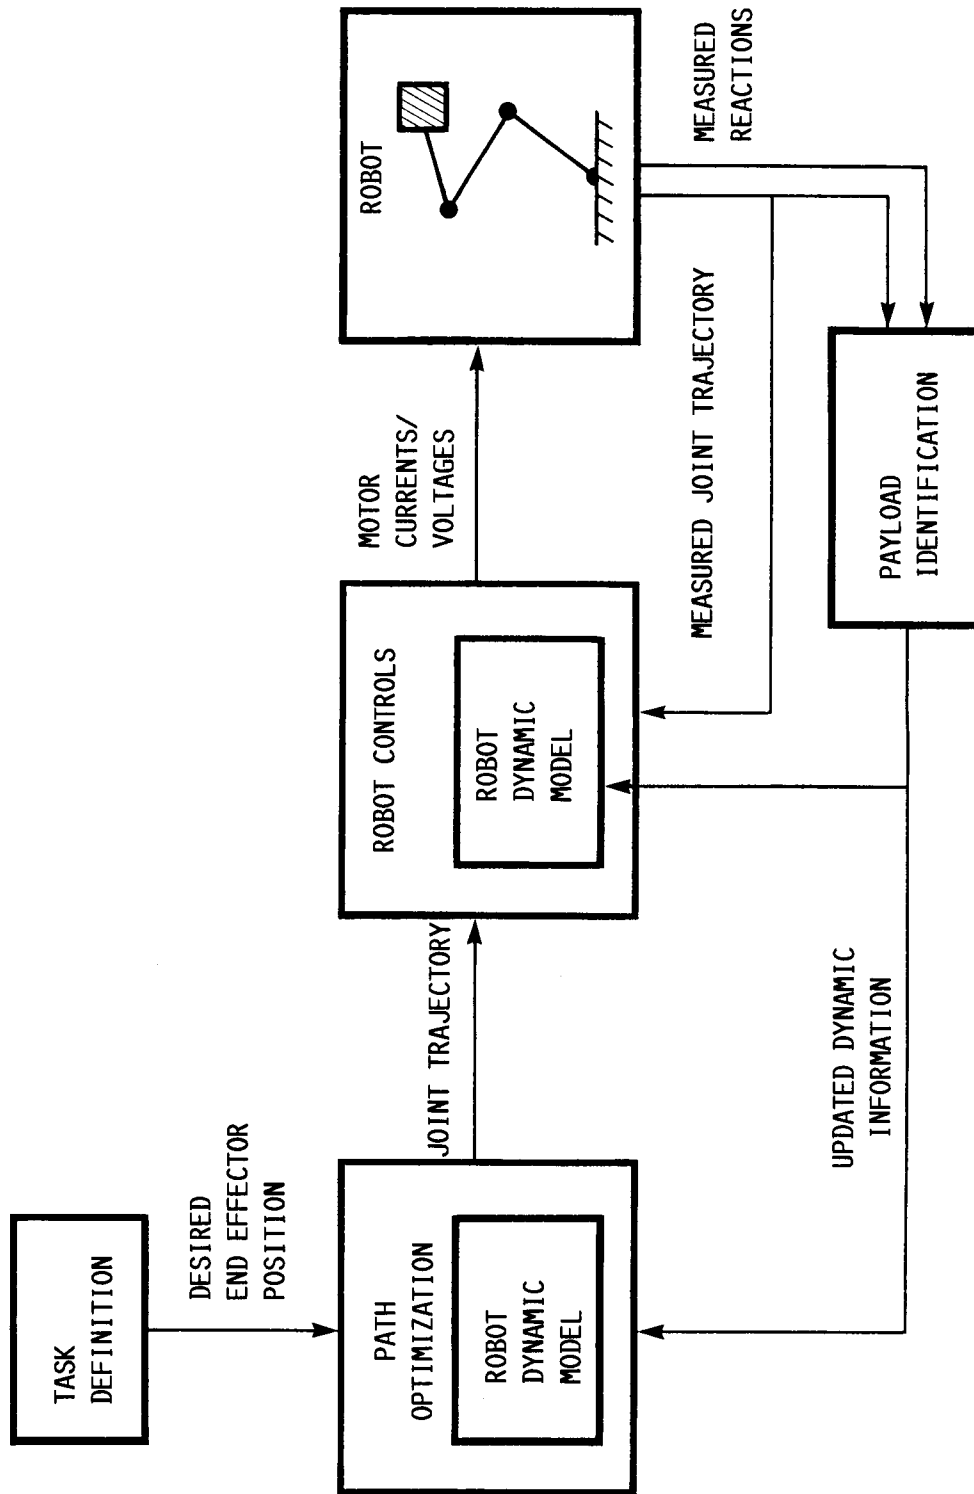 TASK
DEFINITION
DESIRED
END EFFECTOR
POSITION
PATH
OPTIMIZATION
ROBOT
DYNAMIC
MODEL
JOINT TRAJECTORY
ROBOT CONTROLS
ROBOT
DYNAMIC
MODEL
MOTOR
CURRENTS/
VOLTAGES
ROBOT
MEASURED
REACTIONS
MEASURED JOINT TRAJECTORY
PAYLOAD
IDENTIFICATION
UPDATED DYNAMIC
INFORMATION